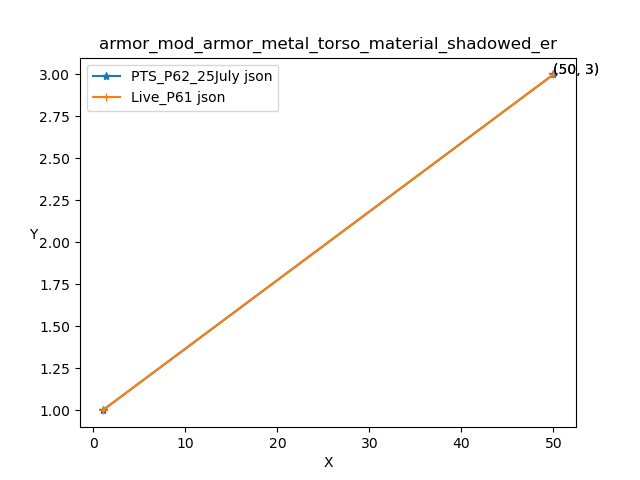 armor_mod_armor_metal_torso_material_shadowed_er
PTS_P62_25July json
Live_P61 json
(50, 3)
3.00
2.75
2.50
2.25
Y
2.00
1.75
1.50
1.25
1.00
0 10 20 30 40 50
X